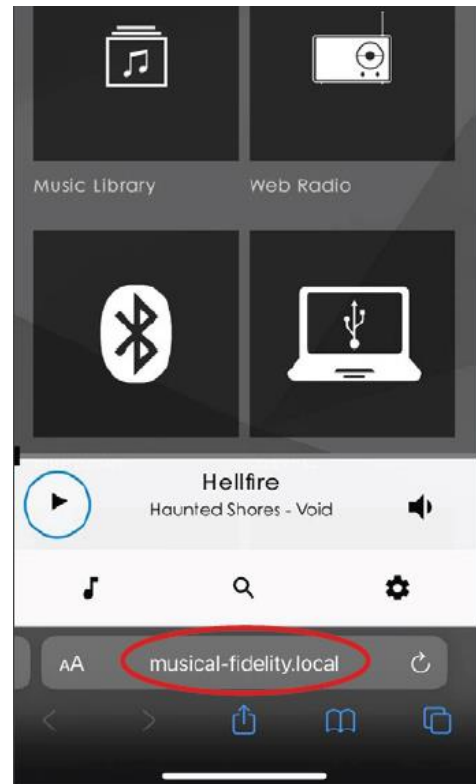 Music Library
Web Radio
Hellfire
Haunted Shores - Void
AA
musical-fidelity.local